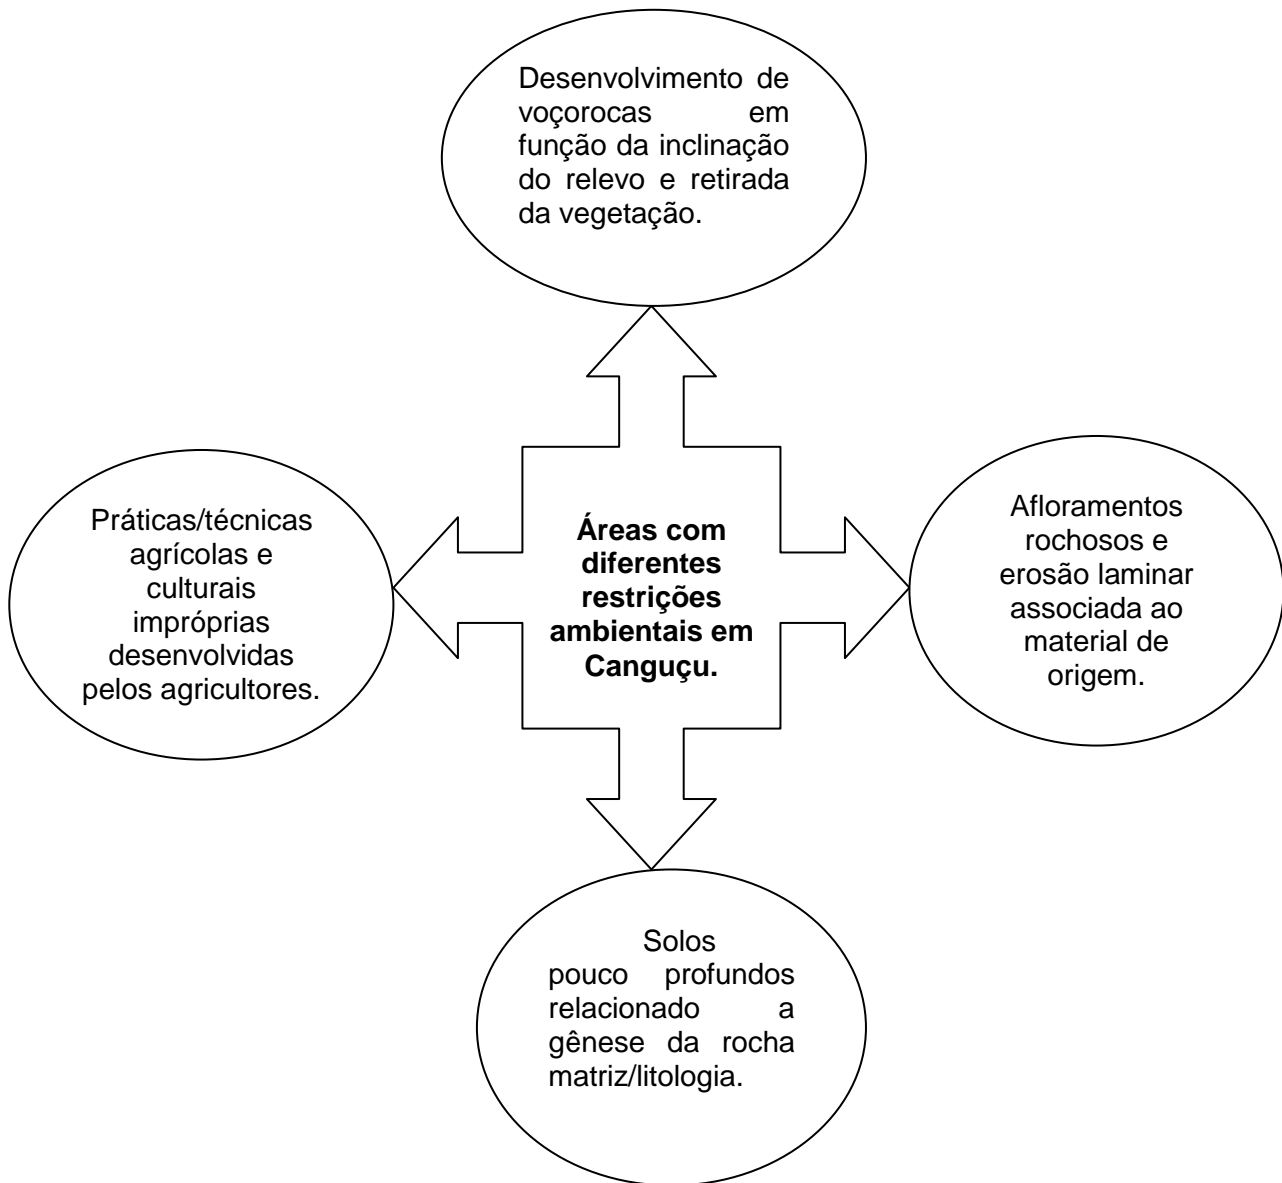 Desenvolvimento de
voçorocas em
função da inclinação
do relevo e retirada
da vegetação.
Práticas/técnicas
agrícolas e
culturais
impróprias
desenvolvidas
pelos agricultores.
Áreas com
diferentes
restrições
ambientais em
Canguçu.
Afloramentos
rochosos e
erosão laminar
associada ao
material de
origem.
Solos
pouco profundos
relacionado a
gênese da rocha
matriz/litologia.